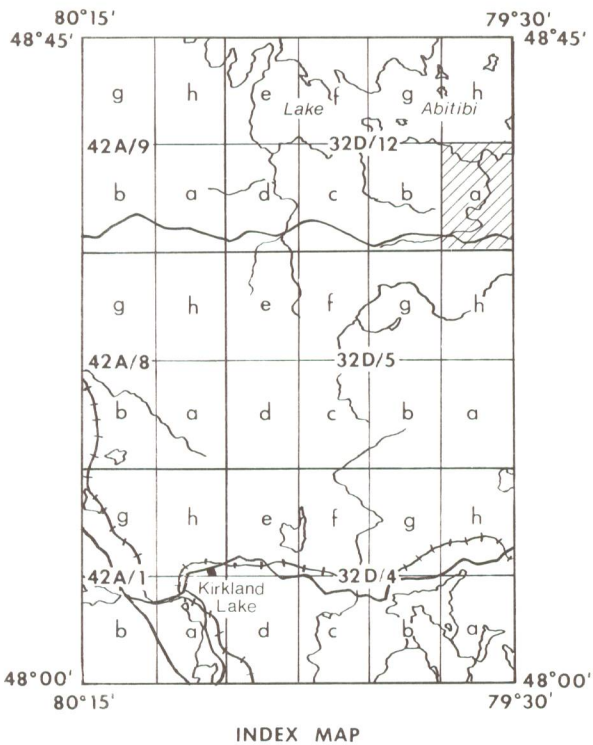 80°15' 79°30'
48°45' 48°45'
g h e f g h
Lake Abitibi
42A/9 32D/12
b a d c b a
g h e f g h
42A/8 32D/5
b a d c b a
g h e f g h
42A/1 32D/4
Kirkland
Lake
b a d c b a
48°00' 48°00'
80°15' 79°30'
INDEX MAP